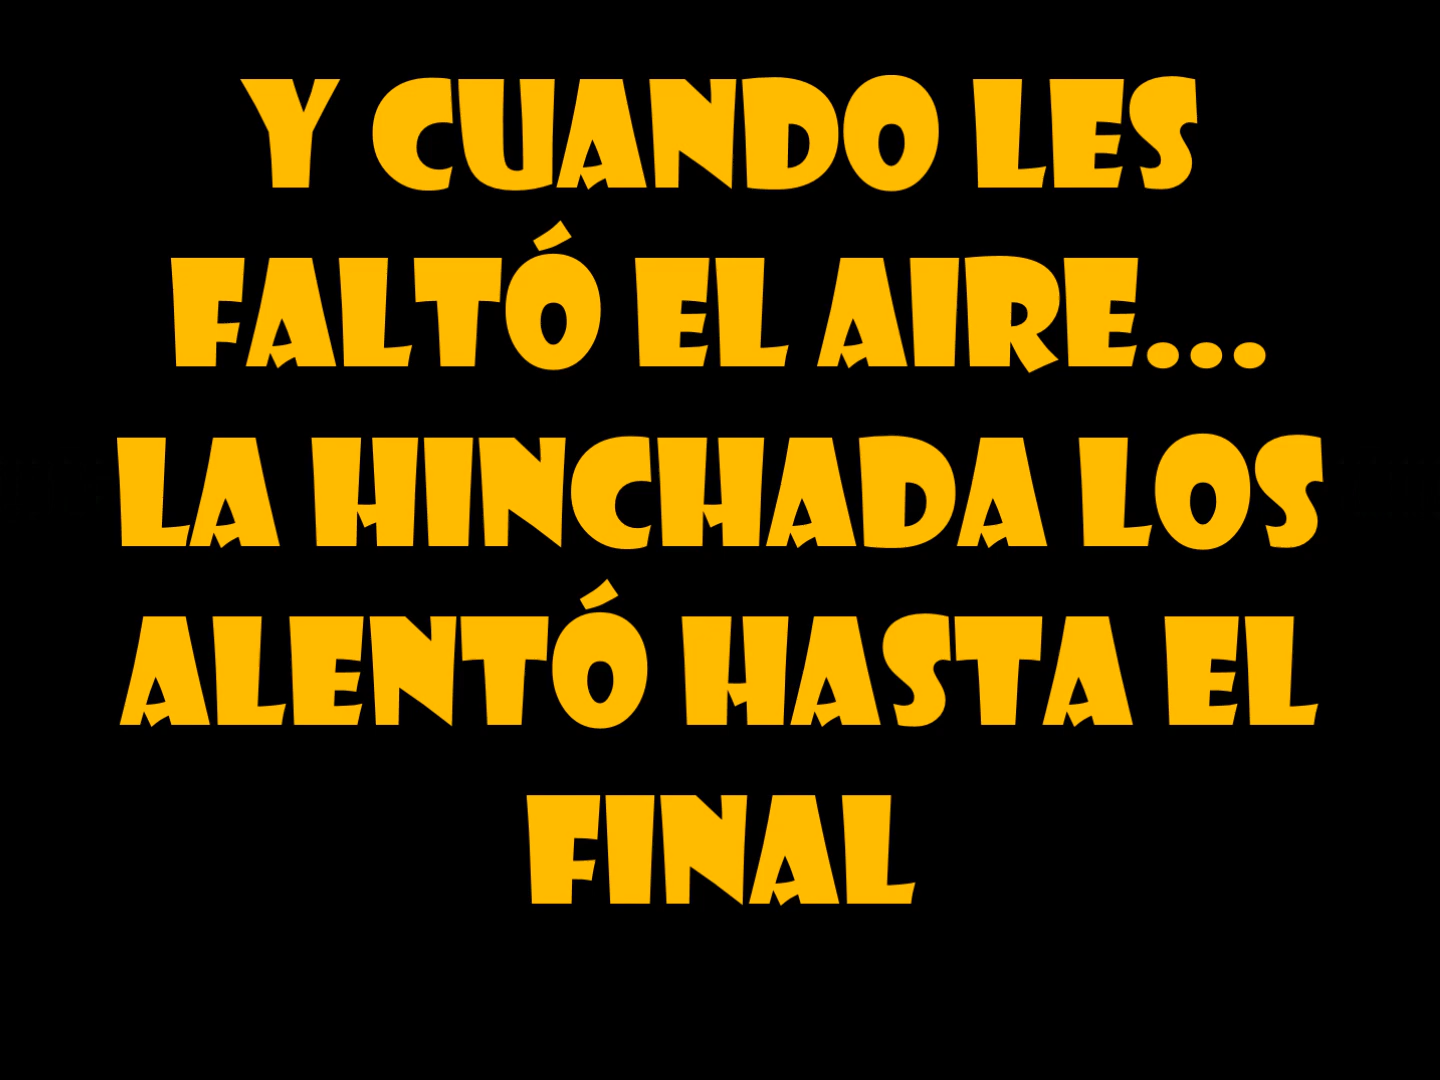 Y CUANDO LES
FALTÓ EL AIRE...
LA HINCHADA LOS
ALENTÓ HASTA EL
FINAL